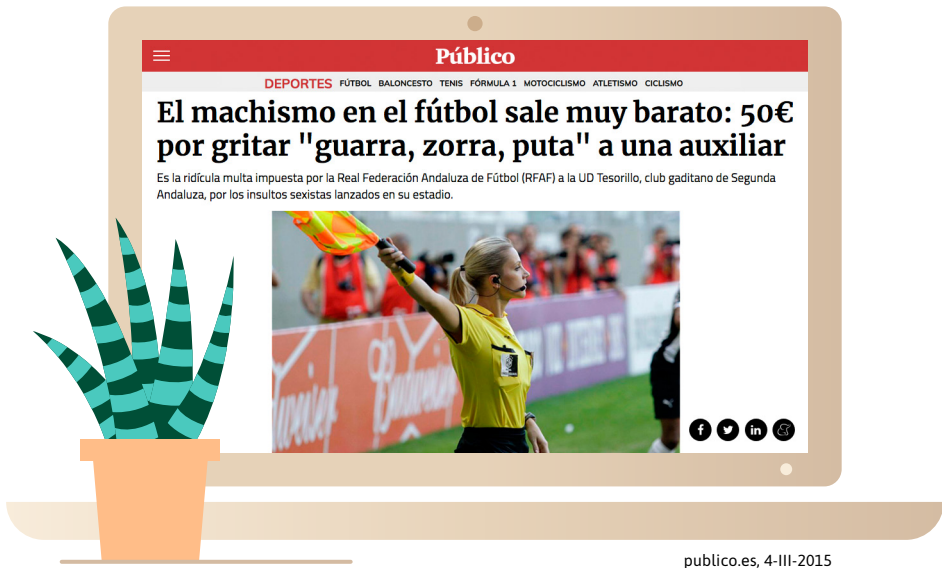 Público
DEPORTES FÚTBOL BALONCESTO TENIS FÓRMULA 1 MOTOCICLISMO ATLETISMO CICLISMO
El machismo en el fútbol sale muy barato: 50€
por gritar "guarra, zorra, puta" a una auxiliar
Es la ridícula multa impuesta por la Real Federación Andaluza de Fútbol (RFAF) a la UD Tesorillo, club gaditano de Segunda
Andaluza, por los insultos sexistas lanzados en su estadio.
Budweiser
publico.es, 4-III-2015